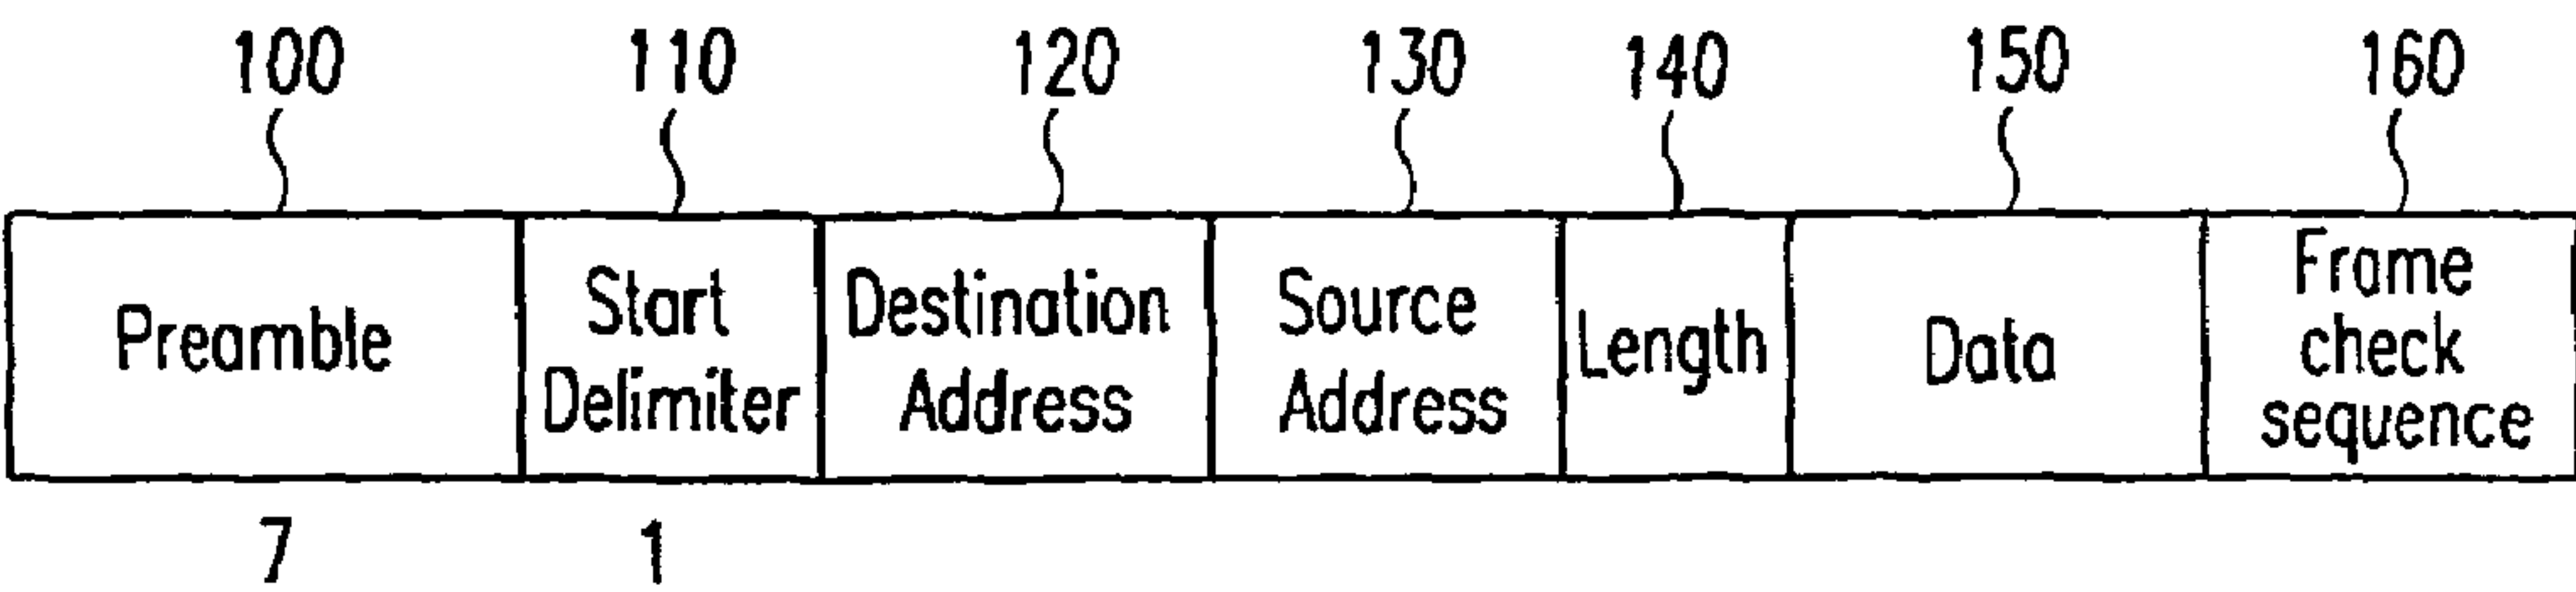 100 110 120 130 140 150 160
Preamble
Start
Delimiter
Destination
Address
Source
Address
Length
Data
Frame
check
sequence
7 1